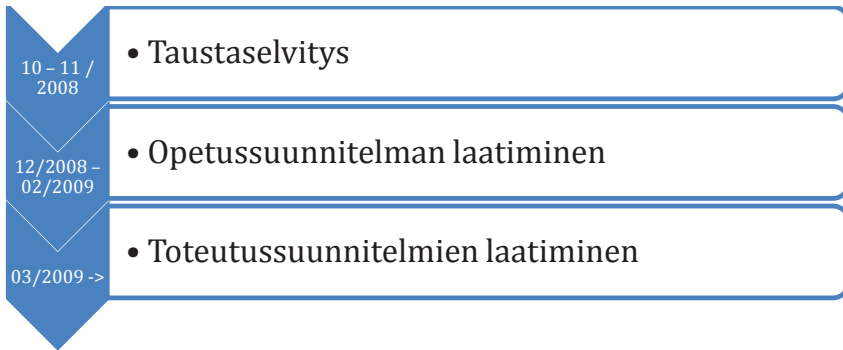 10 – 11 /
2008
• Taustaselvitys
12/2008 –
02/2009
• Opetussuunnitelman laatiminen
03/2009 ->
• Toteutussuunnitelmien laatiminen